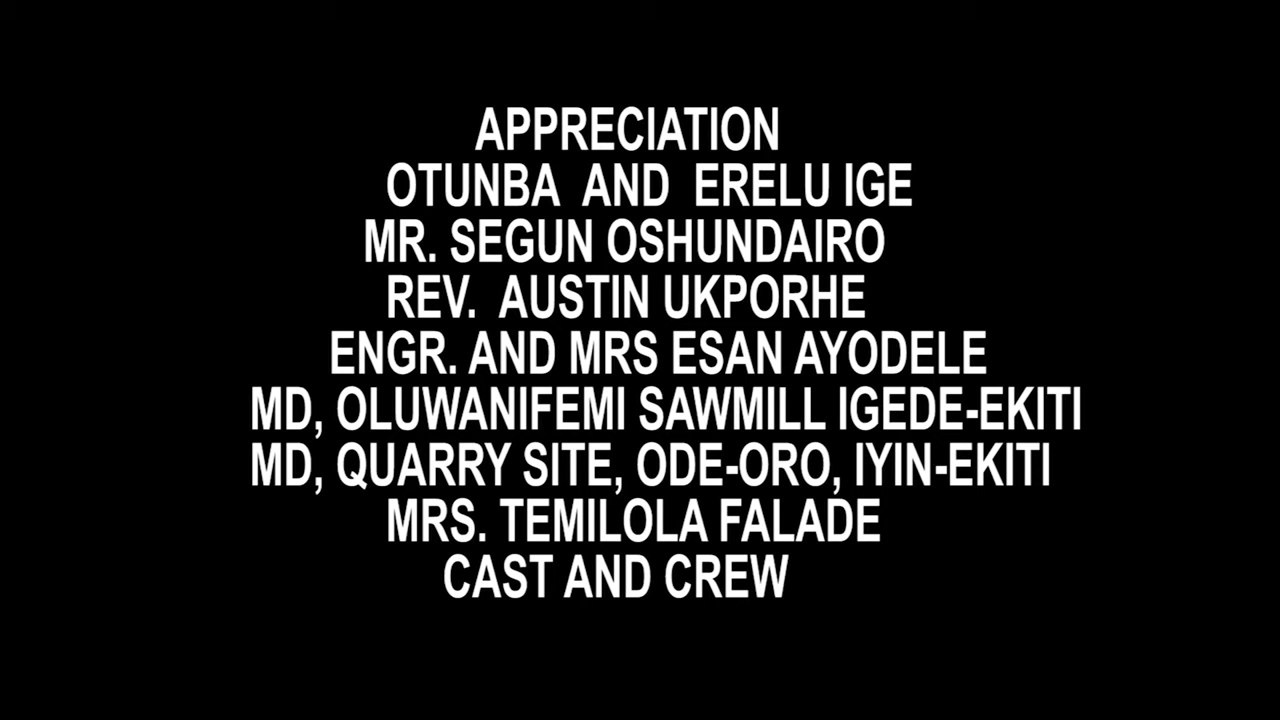 APPRECIATION
OTUNBA AND ERELU IGE
MR. SEGUN OSHUNDAIRO
REV. AUSTIN UKPORHE
ENGR. AND MRS ESAN AYODELE
MD, OLUWANIFEMI SAWMILL IGEDE-EKITI
MD, QUARRY SITE, ODE-ORO, IYIN-EKITI
MRS. TEMILOLA FALADE
CAST AND CREW